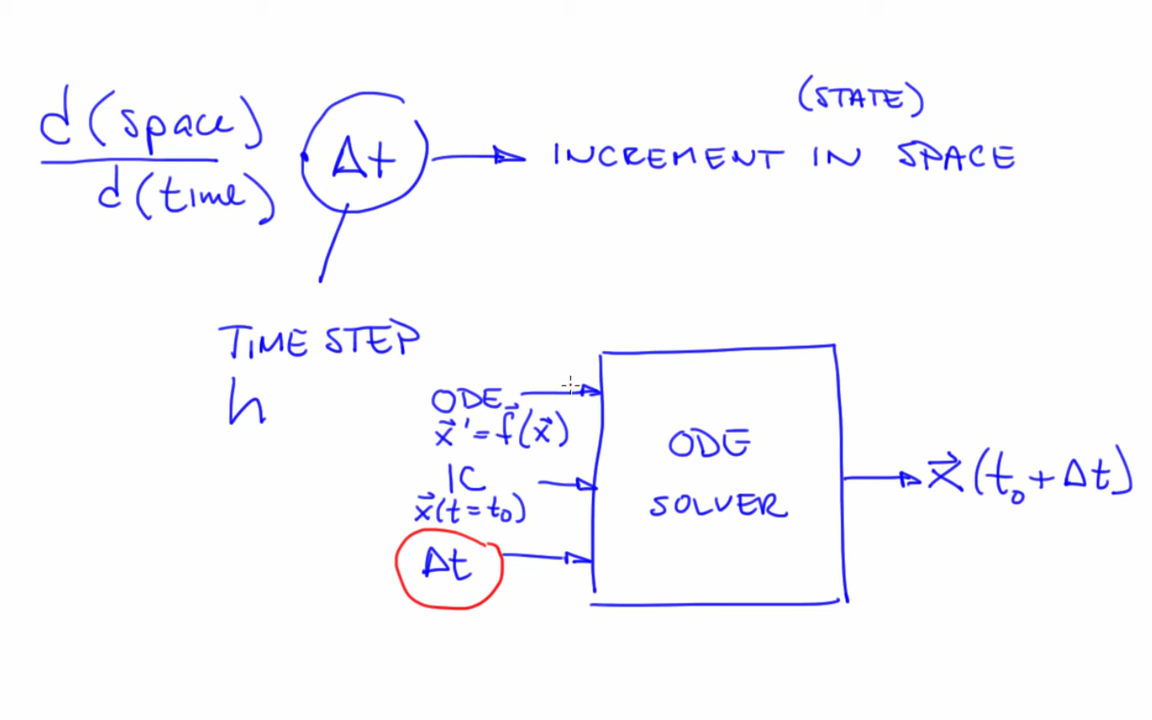 (STATE)
d(space)
d(time)
Δt
INCREMENT IN SPACE
TIME STEP
h
ODE
x⃗' = f⃗(x⃗)
IC
x⃗(t = t₀)
Δt
ODE
SOLVER
x⃗(t₀ + Δt)